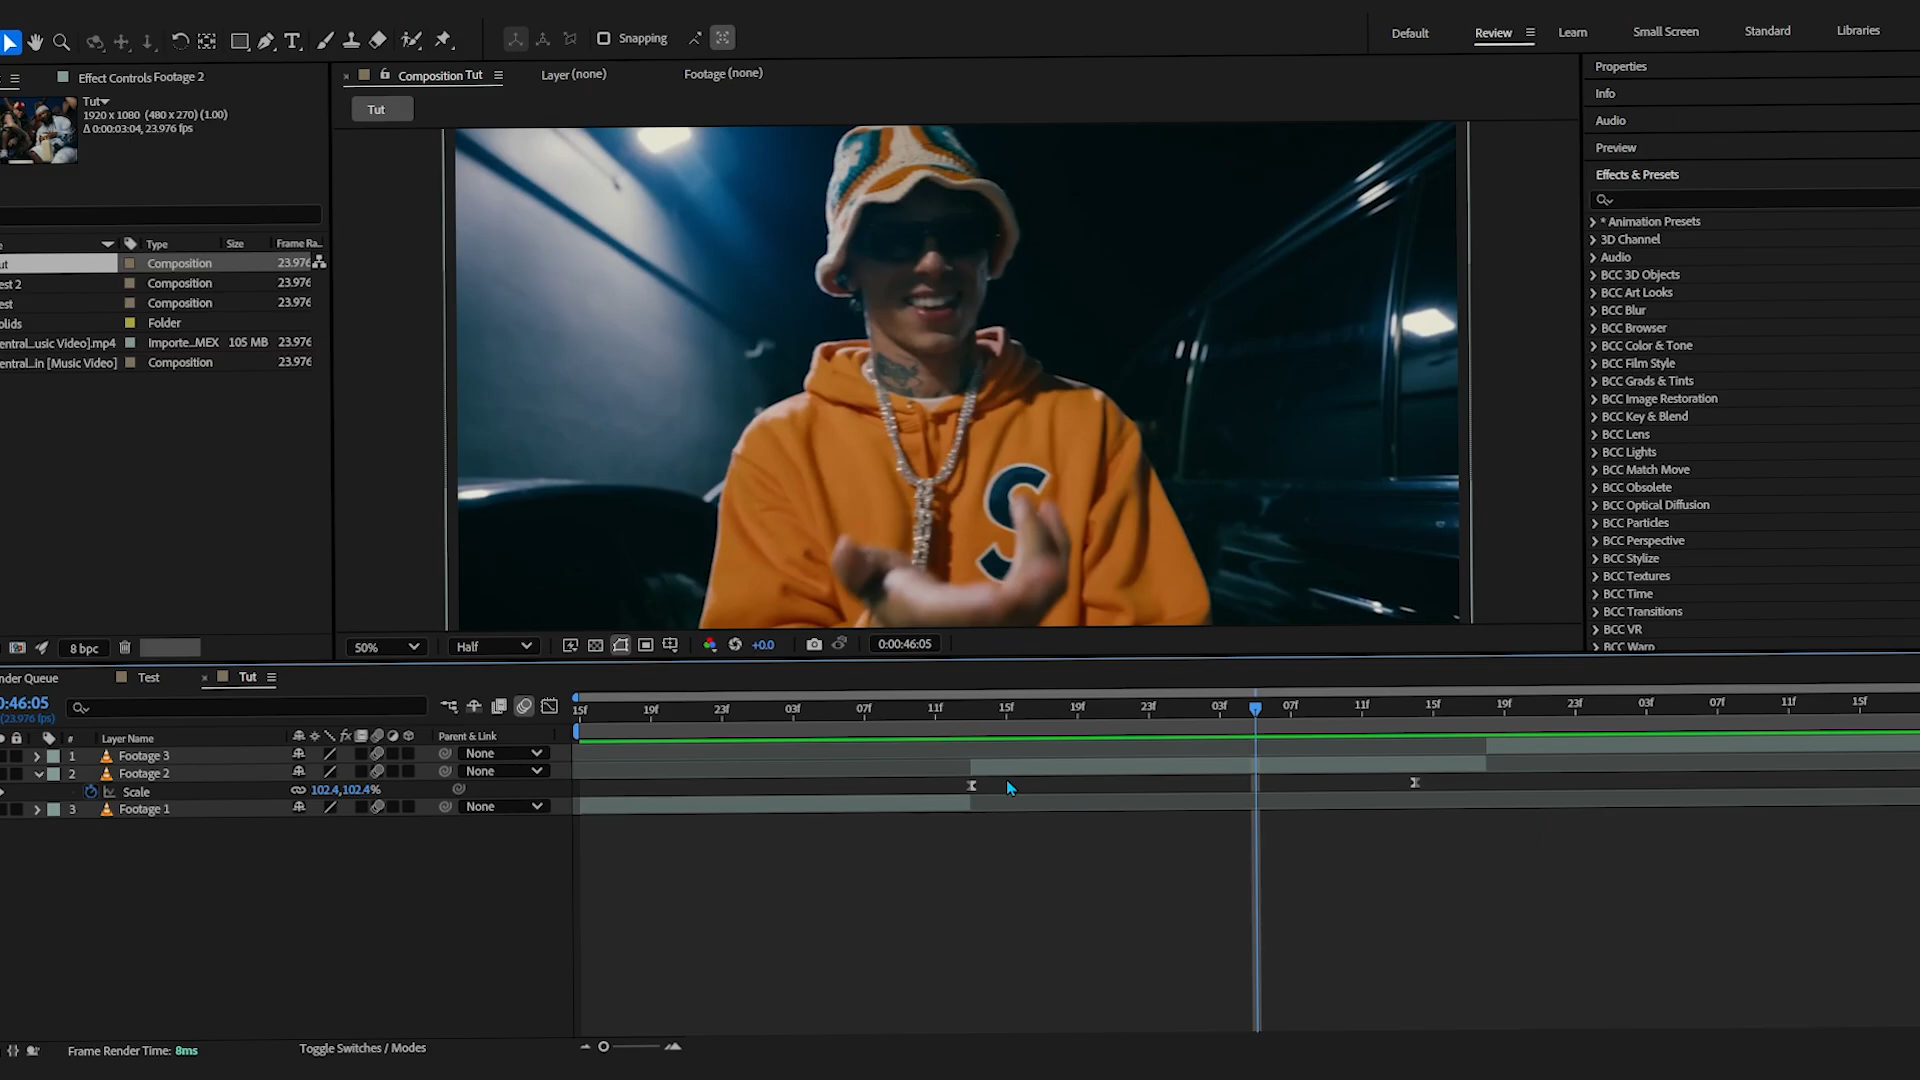 Snapping
Default
Review
Learn
Small Screen
Standard
Libraries
Effect Controls Footage 2
Composition Tut
Layer (none)
Footage (none)
Tut
1920 x 1080 (480 x 270) (1.00)
Δ 0:00:03:04, 23.976 fps
Tut
Properties
Info
Audio
Preview
Effects & Presets
* Animation Presets
3D Channel
Audio
BCC 3D Objects
BCC Art Looks
BCC Blur
BCC Browser
BCC Color & Tone
BCC Film Style
BCC Grads & Tints
BCC Image Restoration
BCC Key & Blend
BCC Lens
BCC Lights
BCC Match Move
BCC Obsolete
BCC Optical Diffusion
BCC Particles
BCC Perspective
BCC Stylize
BCC Textures
BCC Time
BCC Transitions
BCC VR
BCC Warp
Type Size Frame Ra...
ut Composition 23.976
est 2 Composition 23.976
est Composition 23.976
olids Folder
entral_usic Video].mp4 Importe...MEX 105 MB 23.976
entral...in [Music Video] Composition 23.976
S
8 bpc
50% Half +0.0 0:00:46:05
nder Queue Test Tut
0:46:05
(23.976 fps)
15f 19f 23f 03f 07f 11f 15f 19f 23f 03f 07f 11f 15f 19f 23f 03f 07f 11f 15f
# Layer Name fx Parent & Link
1 Footage 3 None
2 Footage 2 None
Scale 102.4,102.4%
3 Footage 1 None
Frame Render Time: 8ms
Toggle Switches / Modes